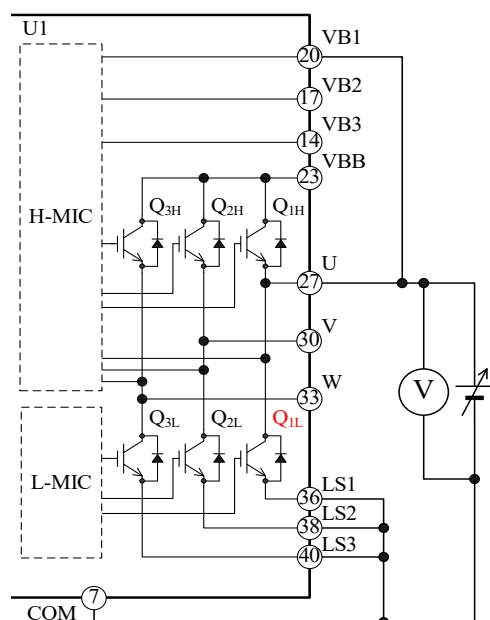 U1
VB1
20
VB2
17
VB3
14
VBB
23
H-MIC
Q3H
Q2H
Q1H
U
27
V
30
W
33
V
Q3L
Q2L
Q1L
L-MIC
LS1
36
LS2
38
LS3
40
7
COM